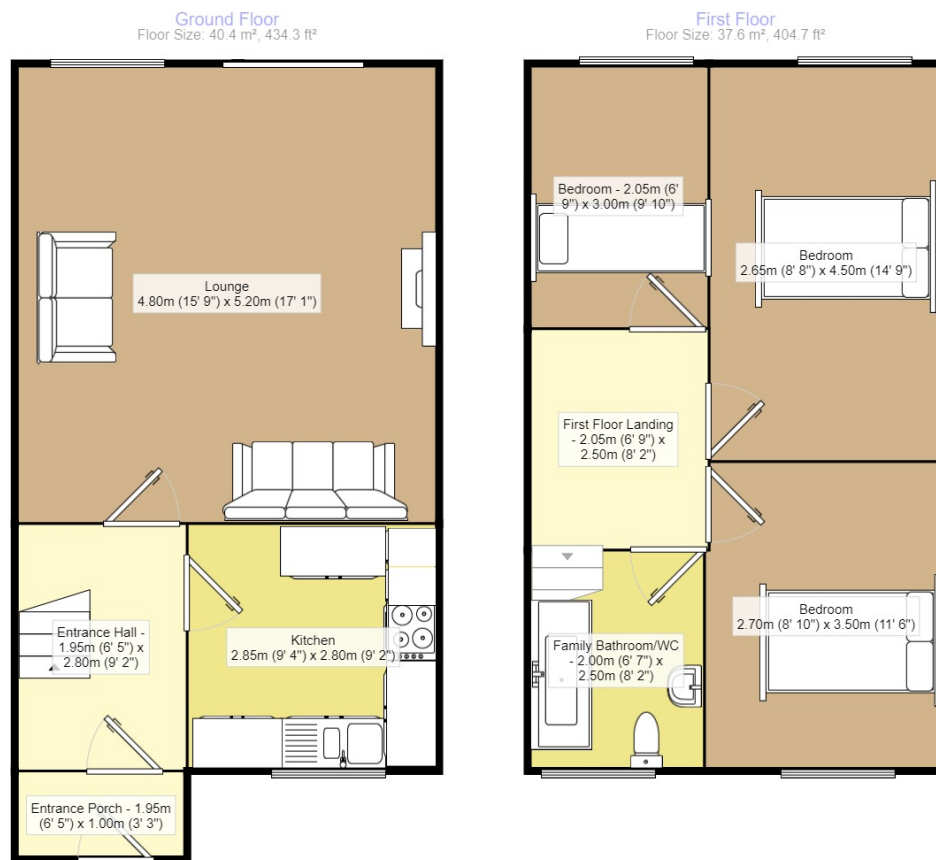 Ground Floor
Floor Size: 40.4 m², 434.3 ft²
Lounge
4.80m (15' 9") x 5.20m (17' 1")
Entrance Hall -
1.95m (6' 5") x
2.80m (9' 2")
Kitchen
2.85m (9' 4") x 2.80m (9' 2")
Entrance Porch - 1.95m
(6' 5") x 1.00m (3' 3")
First Floor
Floor Size: 37.6 m², 404.7 ft²
Bedroom - 2.05m (6'
9") x 3.00m (9' 10")
Bedroom
2.65m (8' 8") x 4.50m (14' 9")
First Floor Landing
- 2.05m (6' 9") x
2.50m (8' 2")
Bedroom
2.70m (8' 10") x 3.50m (11' 6")
Family Bathroom/WC
- 2.00m (6' 7") x
2.50m (8' 2")